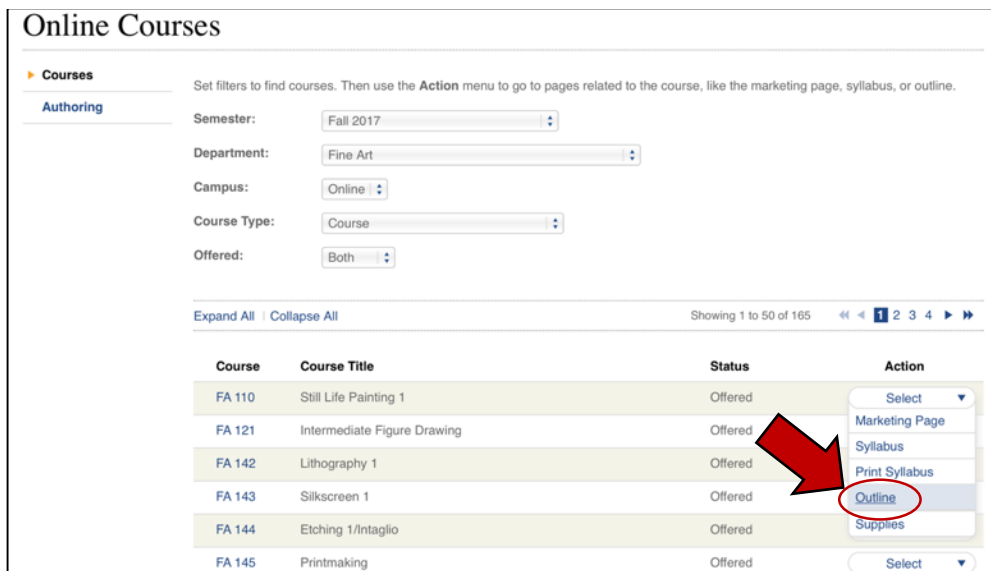 Online Courses
Courses
Authoring
Set filters to find courses. Then use the Action menu to go to pages related to the course, like the marketing page, syllabus, or outline.
Semester: Fall 2017
Department: Fine Art
Campus: Online
Course Type: Course
Offered: Both
Expand All | Collapse All Showing 1 to 50 of 165 1 2 3 4
Course Course Title Status Action
FA 110 Still Life Painting 1 Offered Select
Marketing Page
FA 121 Intermediate Figure Drawing Offered
Syllabus
FA 142 Lithography 1 Offered
Print Syllabus
FA 143 Silkscreen 1 Offered Outline
FA 144 Etching 1/Intaglio Offered Supplies
FA 145 Printmaking Offered Select